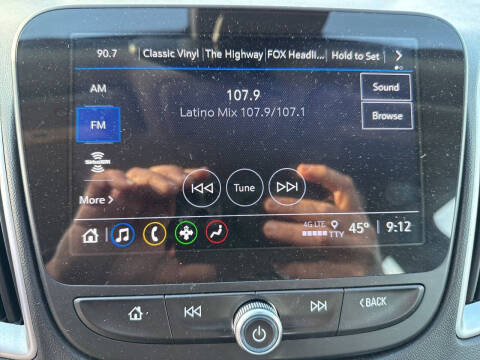 90.7 Classic Vinyl The Highway FOX Headli... Hold to Set >
AM
107.9
Sound
Latino Mix 107.9/107.1
FM
Browse
SiriusXM
Tune
More >
4G LTE TTY 45° 9:12
BACK